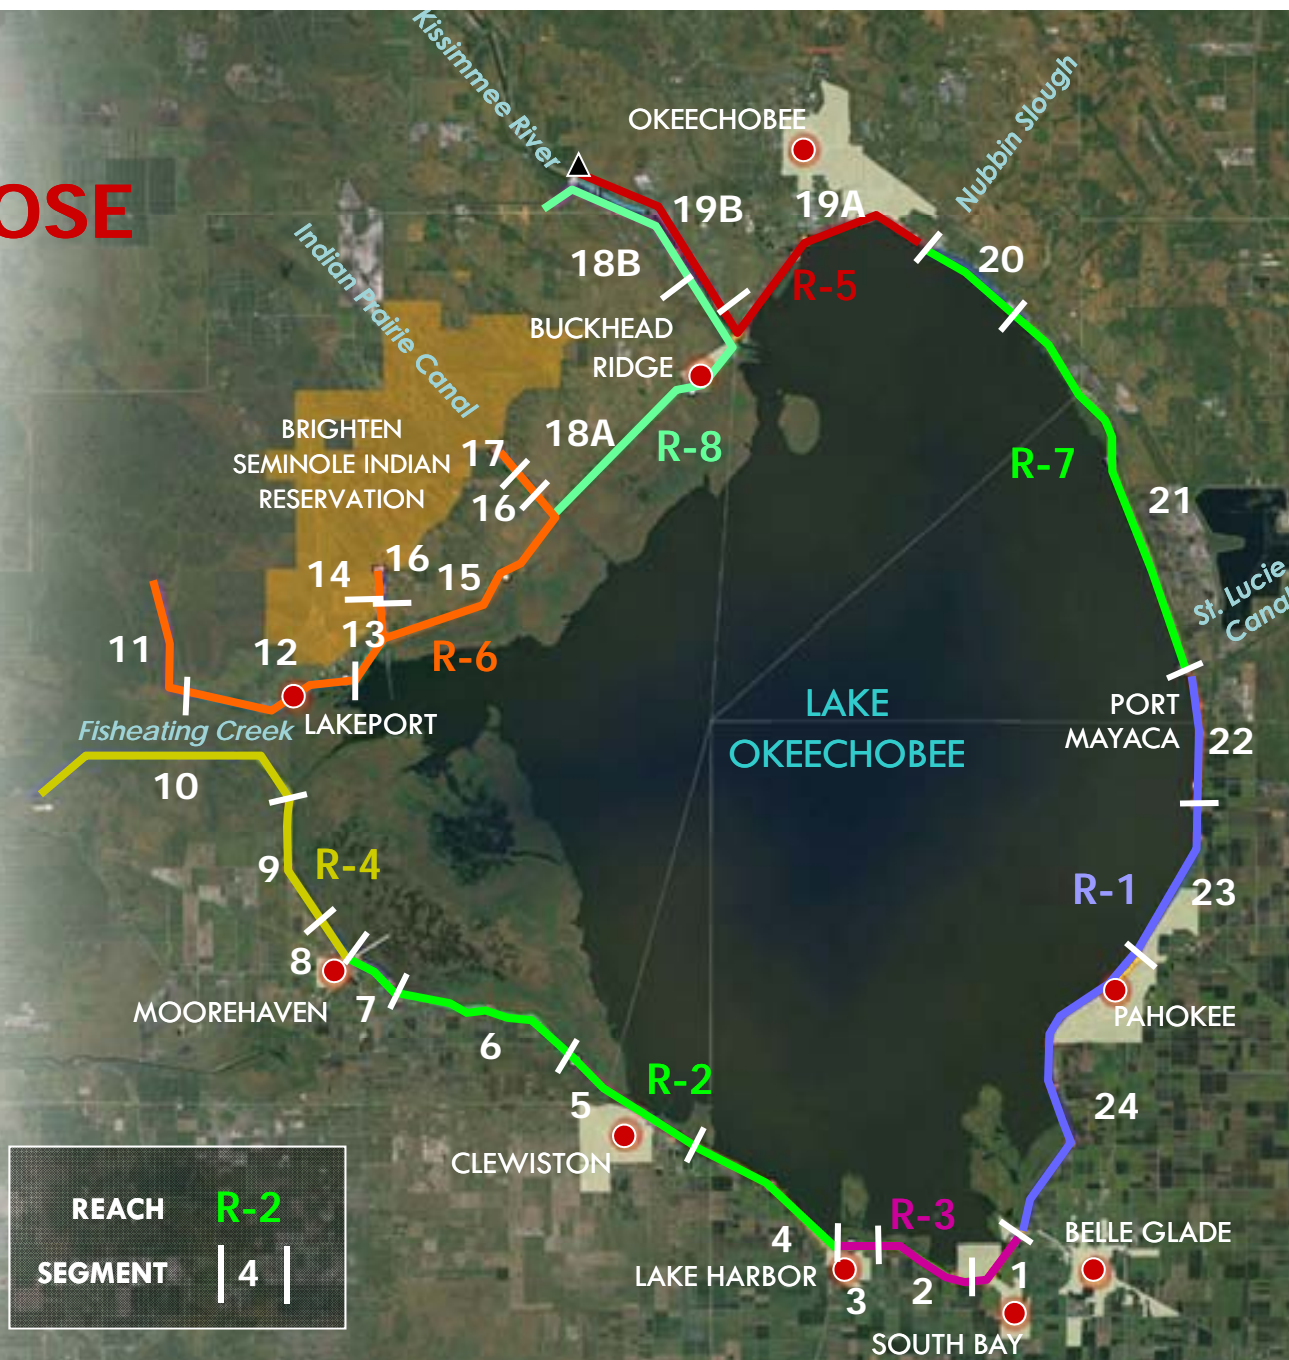 Kissimmee River
OKEECHOBEE
Nubbin Slough
OSE
19B
19A
Indian Prairie Canal
18B
20
R-5
BUCKHEAD
RIDGE
BRIGHTEN
SEMINOLE INDIAN
RESERVATION
17
18A
R-8
R-7
16
21
14
16
15
St. Lucie
Canal
11
12
13
R-6
Fisheating Creek
LAKEPORT
LAKE
OKEECHOBEE
PORT
MAYACA
22
10
9
R-4
R-1
23
8
MOOREHAVEN
7
PAHOKEE
6
R-2
5
24
CLEWISTON
REACH R-2
SEGMENT 4
4
R-3
BELLE GLADE
LAKE HARBOR
3
2
1
SOUTH BAY